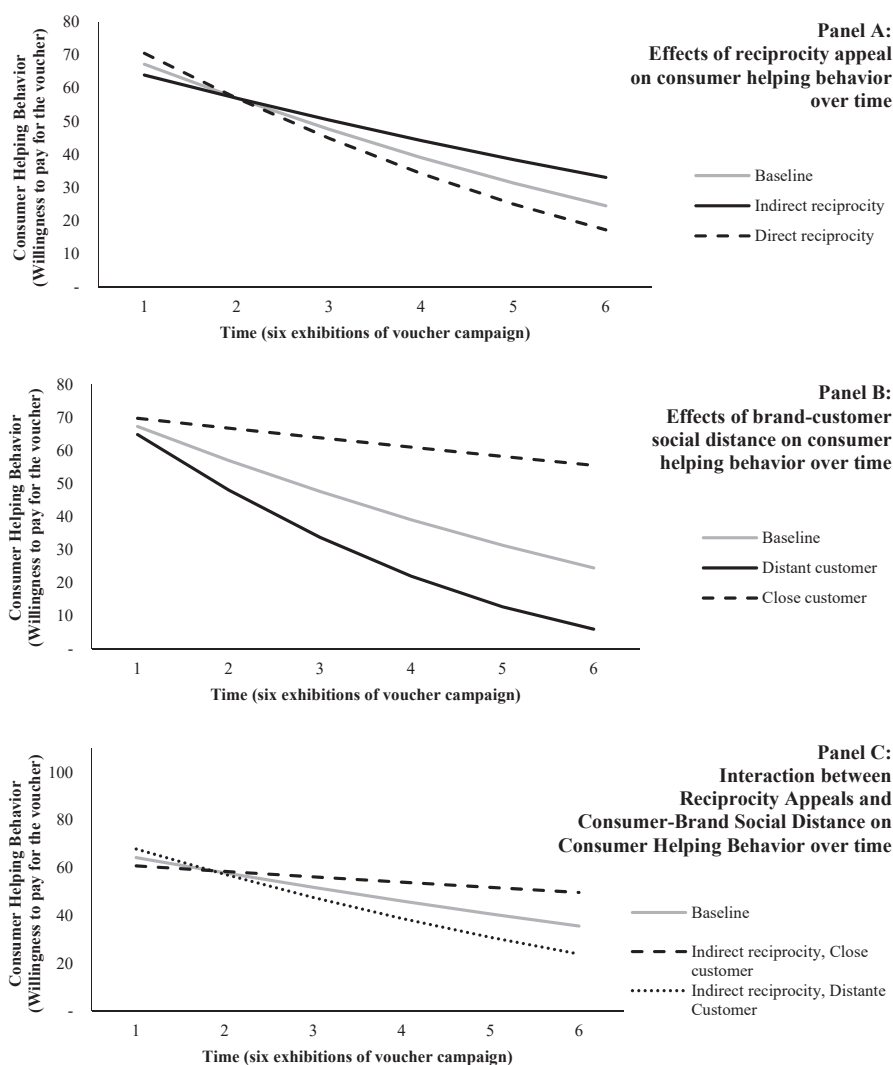 Panel A:
Effects of reciprocity appeal
on consumer helping behavior
over time
Consumer Helping Behavior
(Willingness to pay for the voucher)
80
70
60
50
40
30
20
10
-
1 2 3 4 5 6
Time (six exhibitions of voucher campaign)
Baseline
Indirect reciprocity
Direct reciprocity
Panel B:
Effects of brand-customer
social distance on consumer
helping behavior over time
Consumer Helping Behavior
(Willingness to pay for the voucher)
80
70
60
50
40
30
20
10
-
1 2 3 4 5 6
Time (six exhibitions of voucher campaign)
Baseline
Distant customer
Close customer
Panel C:
Interaction between
Reciprocity Appeals and
Consumer-Brand Social Distance on
Consumer Helping Behavior over time
Consumer Helping Behavior
(Willingness to pay for the voucher)
100
80
60
40
20
-
1 2 3 4 5 6
Time (six exhibitions of voucher campaign)
Baseline
Indirect reciprocity, Close
customer
Indirect reciprocity, Distante
Customer